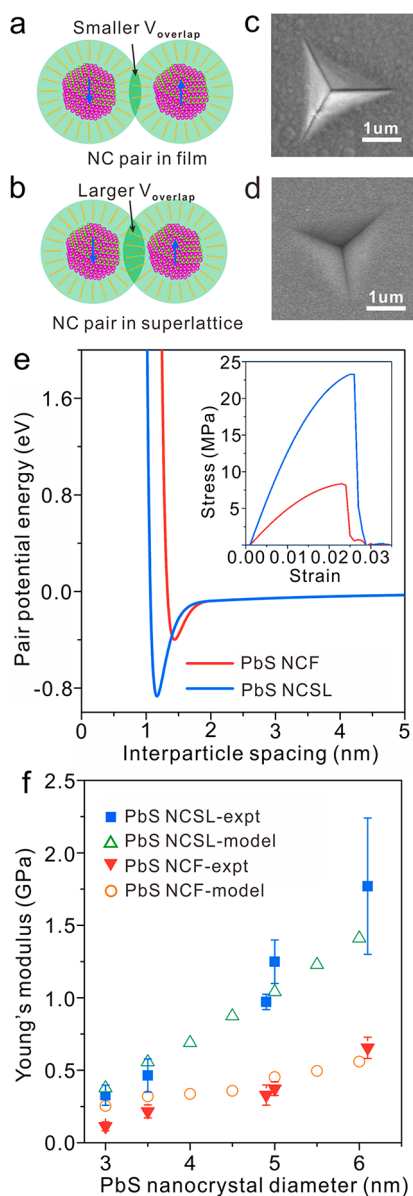 a
Smaller V_overlap
NC pair in film
b
Larger V_overlap
NC pair in superlattice
c
1um
d
1um
e
Pair potential energy (eV)
1.6
0.8
0.0
-0.8
0 1 2 3 4 5
Interparticle spacing (nm)
PbS NCF
PbS NCSL
Stress (MPa)
25
20
15
10
5
0
0.00 0.01 0.02 0.03
Strain
f
Young's modulus (GPa)
2.5
2.0
1.5
1.0
0.5
0.0
PbS NCSL-expt
PbS NCSL-model
PbS NCF-expt
PbS NCF-model
3 4 5 6
PbS nanocrystal diameter (nm)